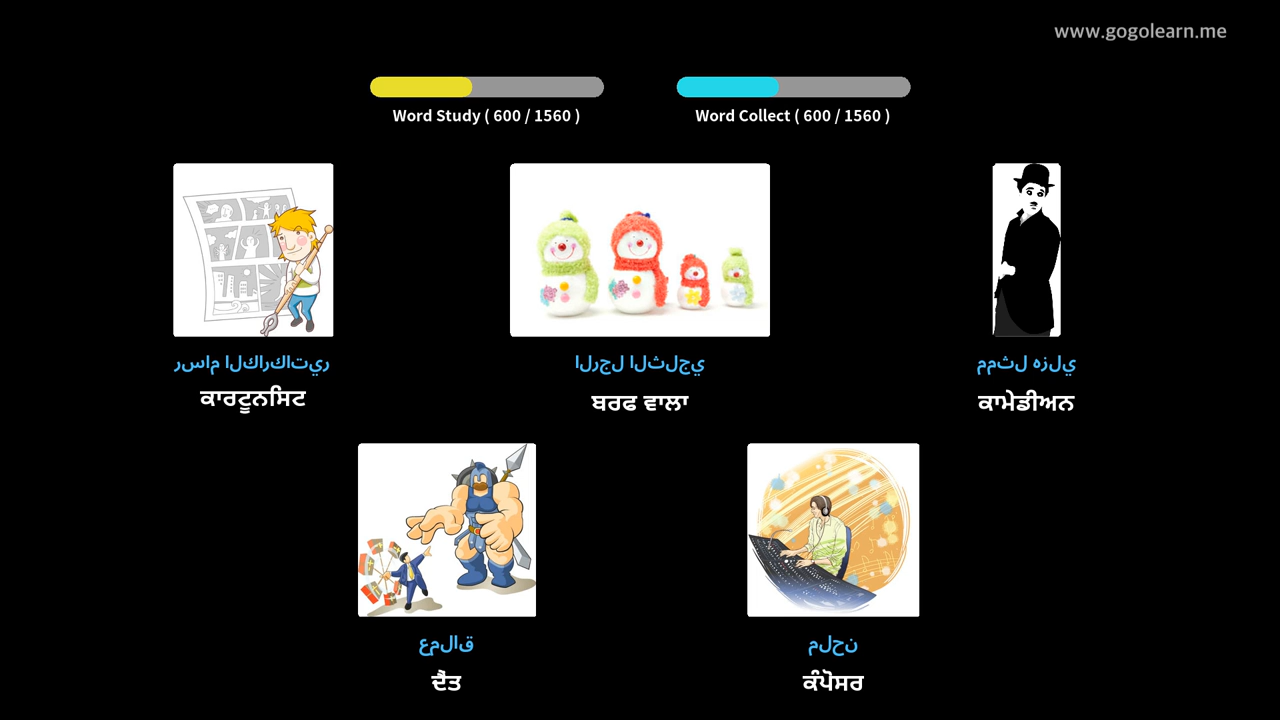 www.gogolearn.me
Word Study ( 600 / 1560 )
Word Collect ( 600 / 1560 )
رسام الكاركاتير
ਕਾਰਟੂਨਸਿਟ
الرجل الثلجي
ਬਰਫ ਵਾਲਾ
ممثل هزلي
ਕਾਮੇਡੀਅਨ
عملاق
ਦੈਂਤ
ملحن
ਕੰਪੋਸਰ